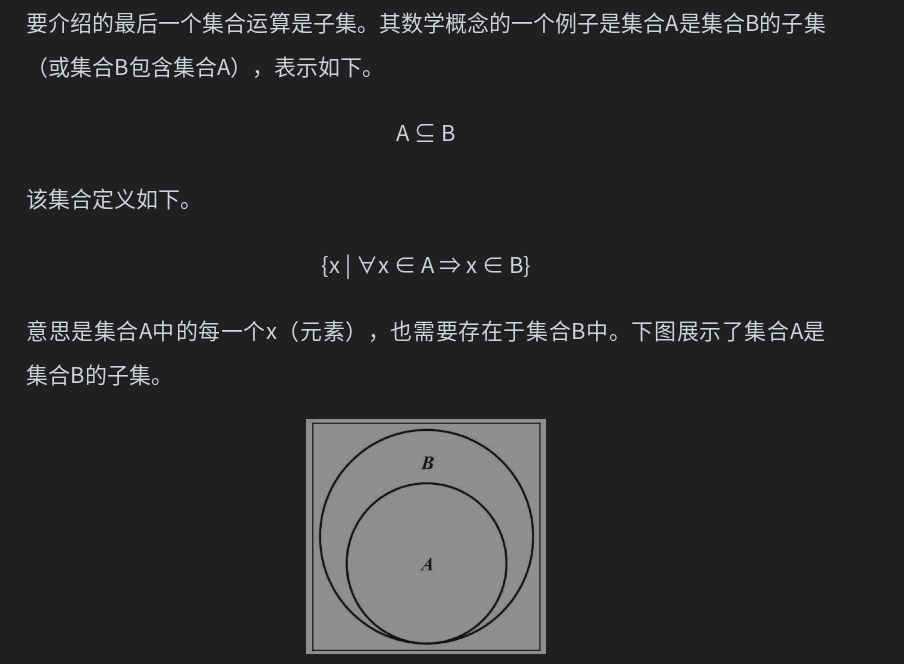 要介绍的最后一个集合运算是子集。其数学概念的一个例子是集合A是集合B的子集
（或集合B包含集合A），表示如下。
A ⊆ B
该集合定义如下。
{x | ∀x ∈ A ⇒ x ∈ B}
意思是集合A中的每一个x（元素），也需要存在于集合B中。下图展示了集合A是
集合B的子集。
B
A